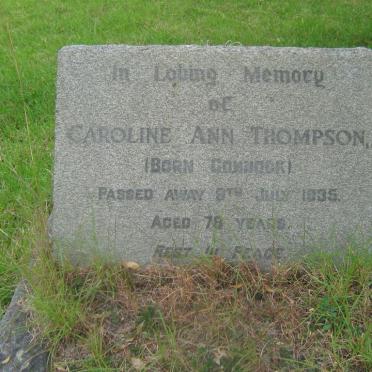 In Loving Memory
of
Caroline Ann Thompson,
(Born Connock)
Passed away 8th July 1935.
Aged 78 years.
Rest in Peace